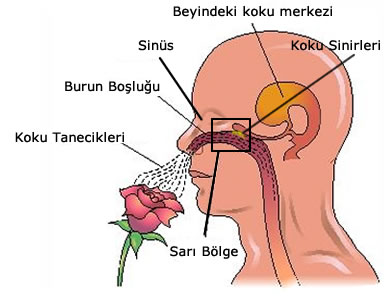 Beyindeki koku merkezi
Sinüs
Koku Sinirleri
Burun Boşluğu
Koku Tanecikleri
Sarı Bölge